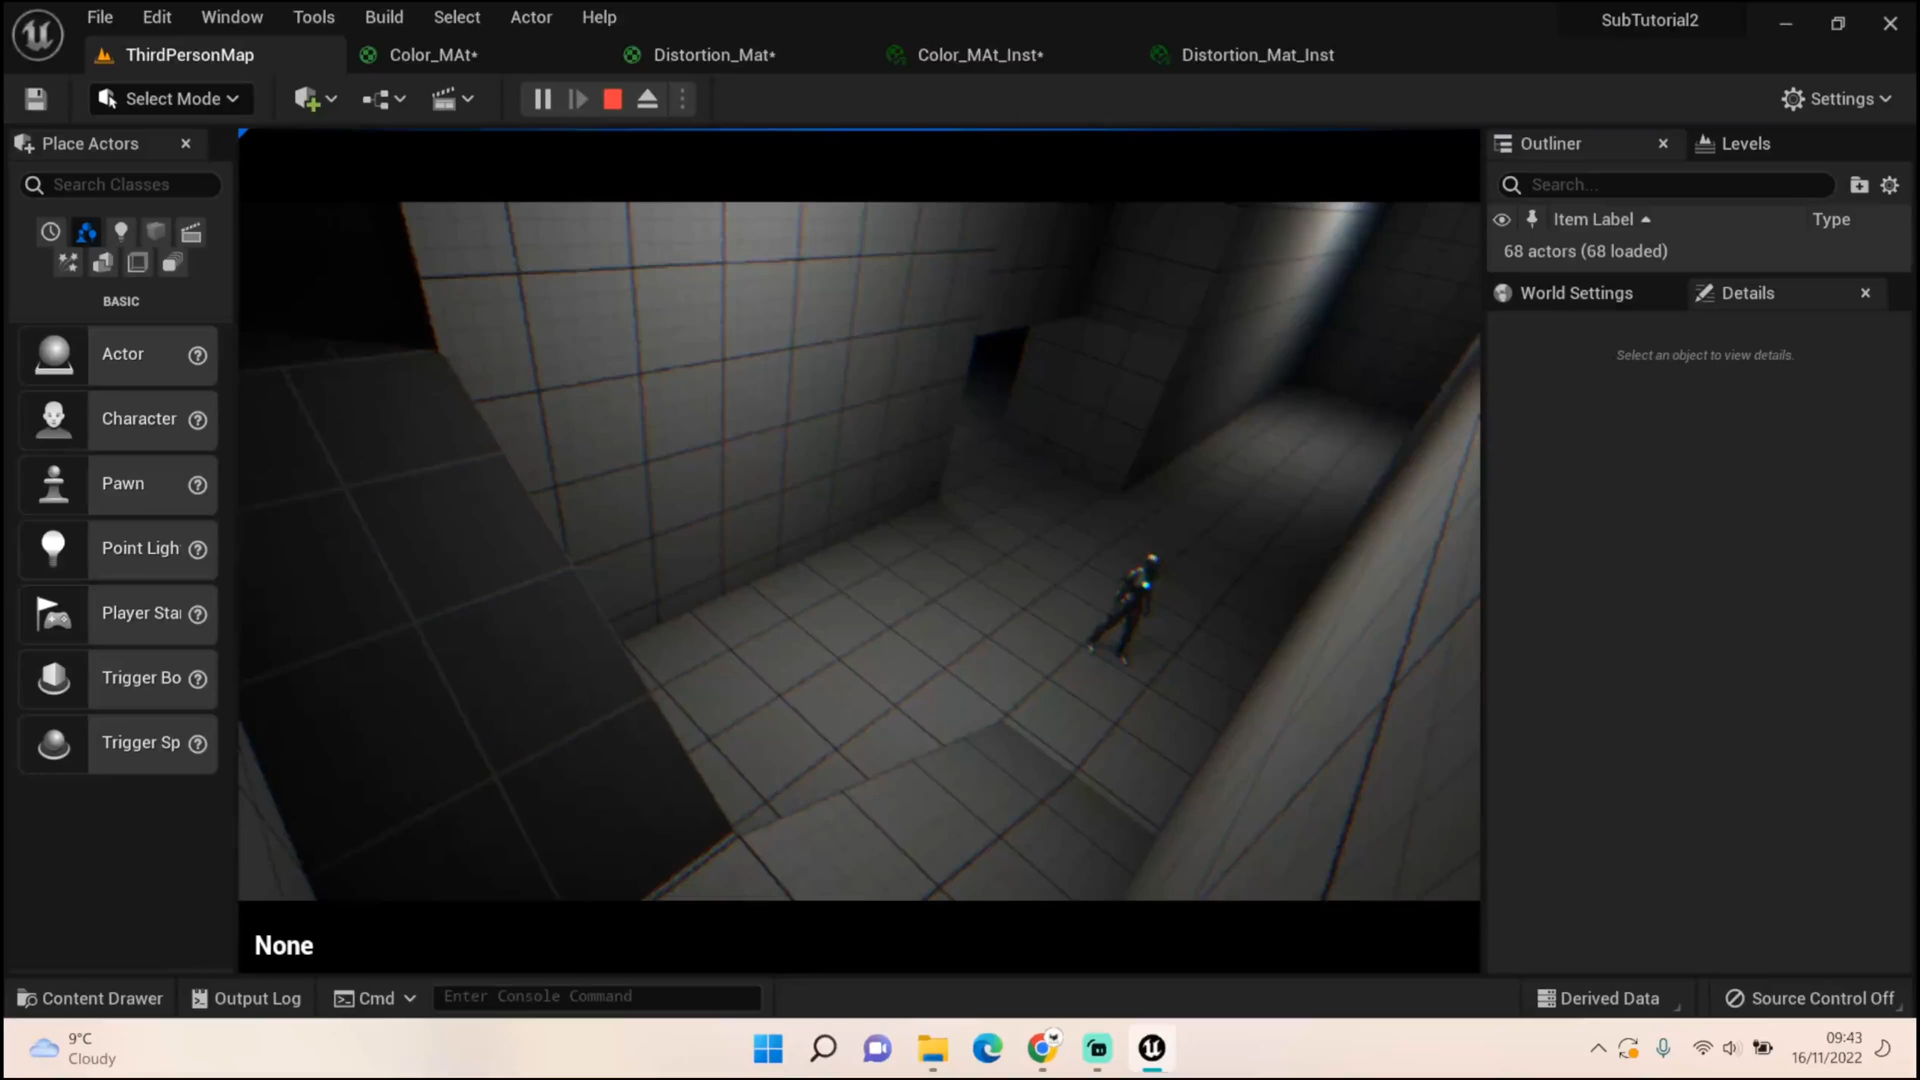 File Edit Window Tools Build Select Actor Help
SubTutorial2
ThirdPersonMap Color_MAt* Distortion_Mat* Color_MAt_Inst* Distortion_Mat_Inst
Select Mode
Settings
Place Actors
Search Classes
BASIC
Actor
Character
Pawn
Point Ligh
Player Sta
Trigger Bo
Trigger Sp
None
Outliner Levels
Search...
Item Label Type
68 actors (68 loaded)
World Settings Details
Select an object to view details.
Content Drawer Output Log Cmd Enter Console Command Derived Data Source Control Off
9°C
Cloudy
09:43
16/11/2022